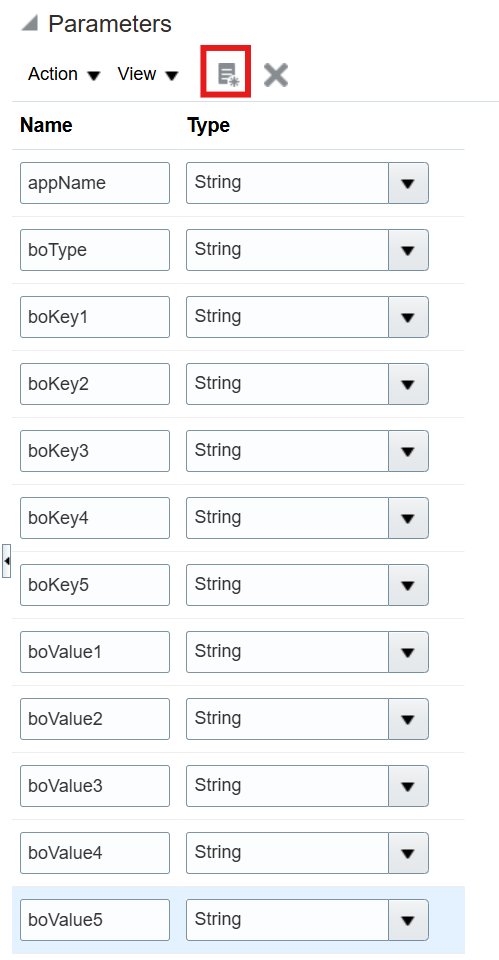 Parameters
Action View
Name Type
appName String
boType String
boKey1 String
boKey2 String
boKey3 String
boKey4 String
boKey5 String
boValue1 String
boValue2 String
boValue3 String
boValue4 String
boValue5 String